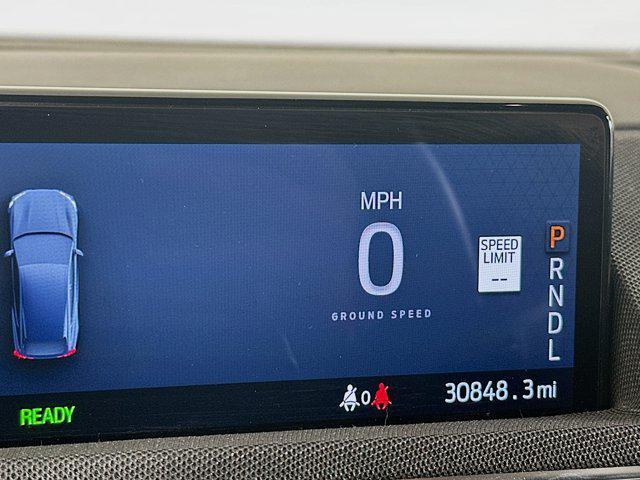 MPH
0
GROUND SPEED
SPEED
LIMIT
--
P
R
N
D
L
READY
0
30848.3mi